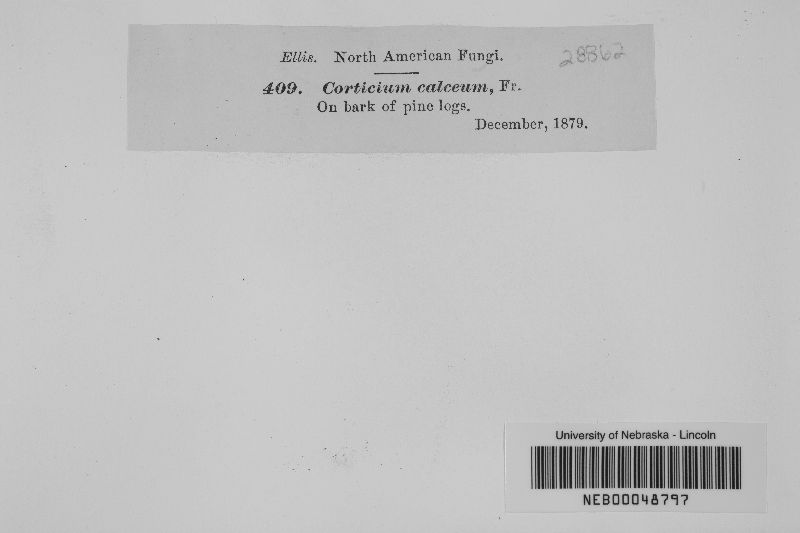 Ellis. North American Fungi.
28362
409. Corticium calceum, Fr.
On bark of pine logs.
December, 1879.
University of Nebraska - Lincoln
NEB00048797